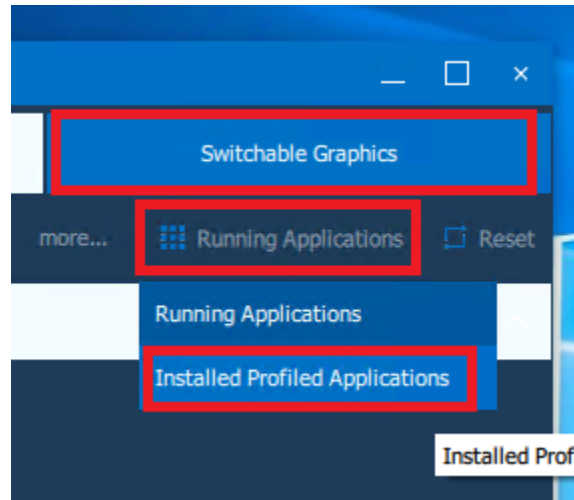 Switchable Graphics
more... Running Applications Reset
Running Applications
Installed Profiled Applications
Installed Prof